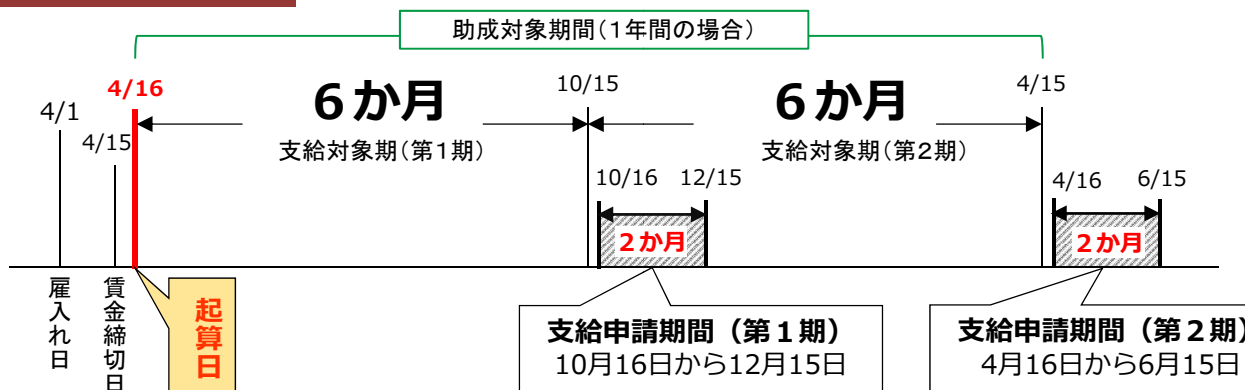 助成対象期間(1年間の場合)
4/16
6か月
10/15
6か月
4/15
4/1
4/15
支給対象期(第1期)
支給対象期(第2期)
10/16
12/15
4/16
6/15
2か月
2か月
雇入れ日
賃金締切日
起算日
支給申請期間(第1期)
10月16日から12月15日
支給申請期間(第2期)
4月16日から6月15日